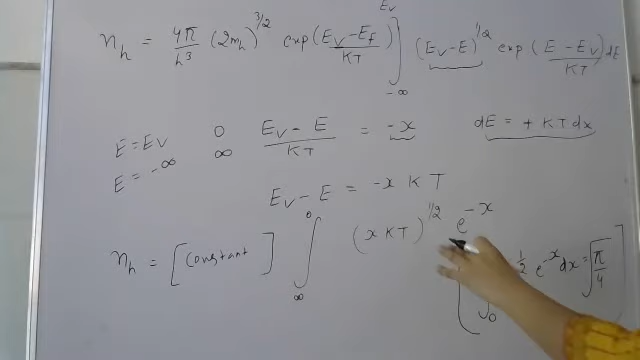 n_h = 4π/h³ (2m_h)^3/2 exp(E_V - E_f / KT) ∫_-∞^E_V (E_V - E)^1/2 exp(E - E_V / KT) dE
E = E_V 0 E_V - E / KT = -x dE = + KT dx
E = -∞ ∞
E_V - E = -x KT
n_h = [Constant] ∫_∞^0 (x KT)^1/2 e^-x [∫_0 1/2 e^-x dx = √π/4]